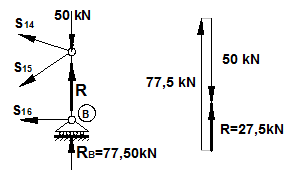 50 kN
S14
S15
R
S16
B
RB=77,50kN
77,5 kN
50 kN
R=27,5kN